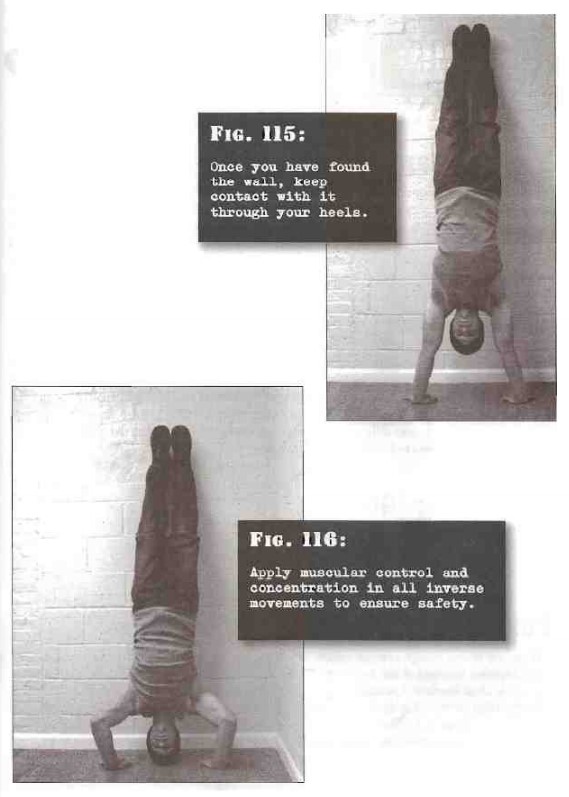 Fig. 115:
Once you have found
the wall, keep
contact with it
through your heels.
Fig. 116:
Apply muscular control and
concentration in all inverse
movements to ensure safety.